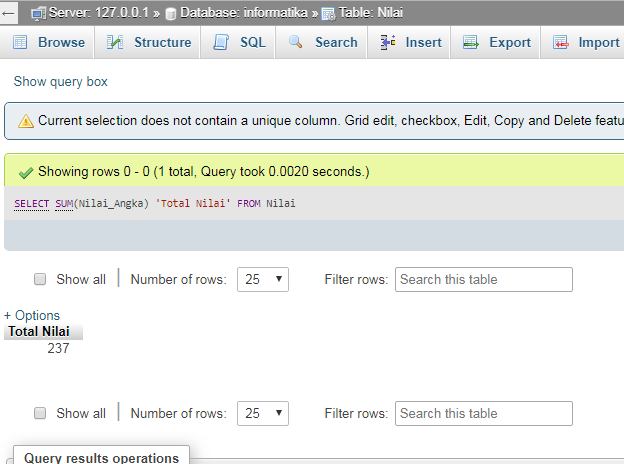 Server: 127.0.0.1 » Database: informatika » Table: Nilai
Browse Structure SQL Search Insert Export Import
Show query box
Current selection does not contain a unique column. Grid edit, checkbox, Edit, Copy and Delete featu
Showing rows 0 - 0 (1 total, Query took 0.0020 seconds.)
SELECT SUM(Nilai_Angka) 'Total Nilai' FROM Nilai
Show all Number of rows: 25 Filter rows: Search this table
+ Options
Total Nilai
237
Show all Number of rows: 25 Filter rows: Search this table
Query results operations